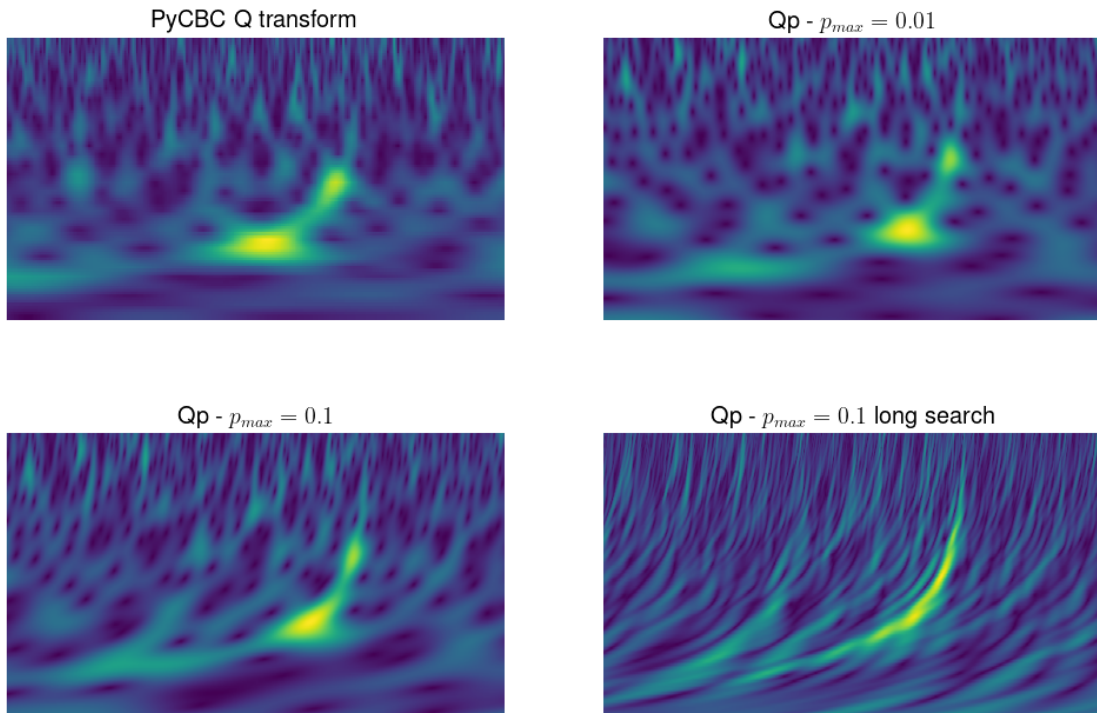 PyCBC Q transform
Qp - p_max = 0.01
Qp - p_max = 0.1
Qp - p_max = 0.1 long search